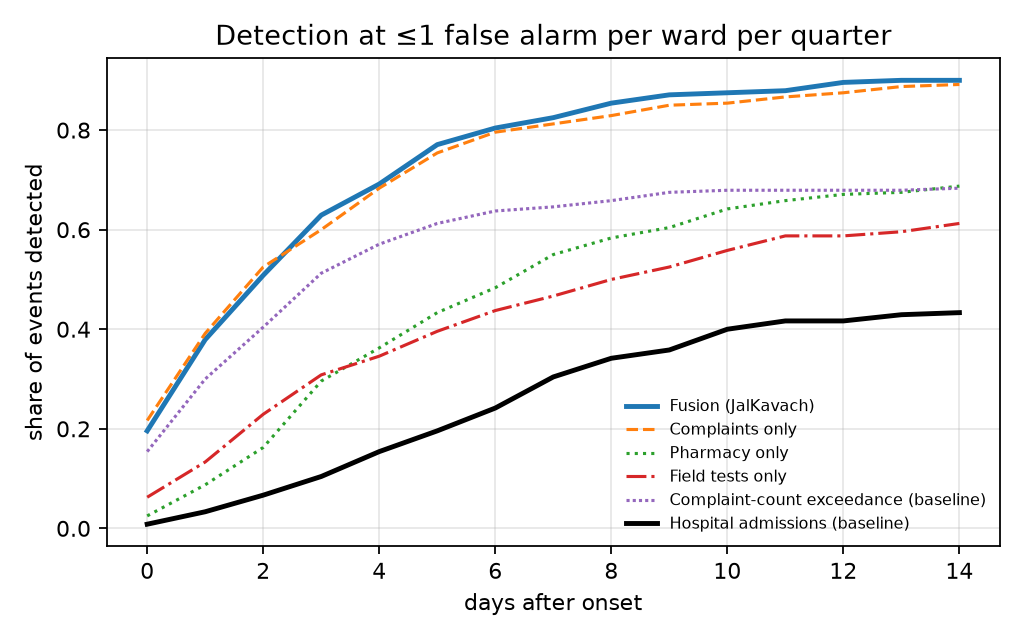 Detection at ≤1 false alarm per ward per quarter
share of events detected
0.8
0.6
0.4
0.2
0.0
Fusion (JalKavach)
Complaints only
Pharmacy only
Field tests only
Complaint-count exceedance (baseline)
Hospital admissions (baseline)
0 2 4 6 8 10 12 14
days after onset